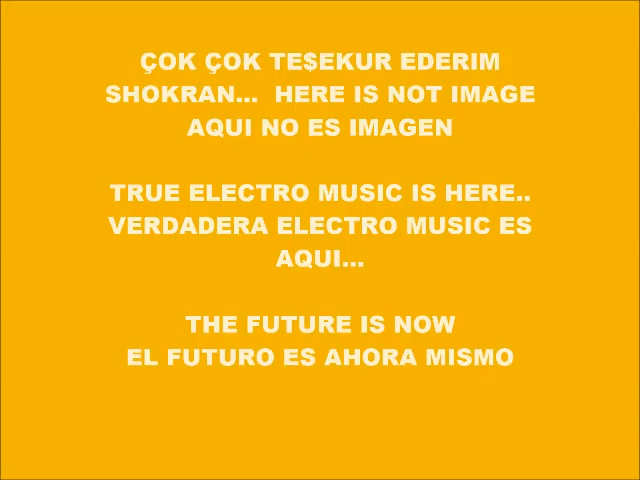 ÇOK ÇOK TE$EKUR EDERIM
SHOKRAN...  HERE IS NOT IMAGE
AQUI NO ES IMAGEN
TRUE ELECTRO MUSIC IS HERE..
VERDADERA ELECTRO MUSIC ES
AQUI...
THE FUTURE IS NOW
EL FUTURO ES AHORA MISMO